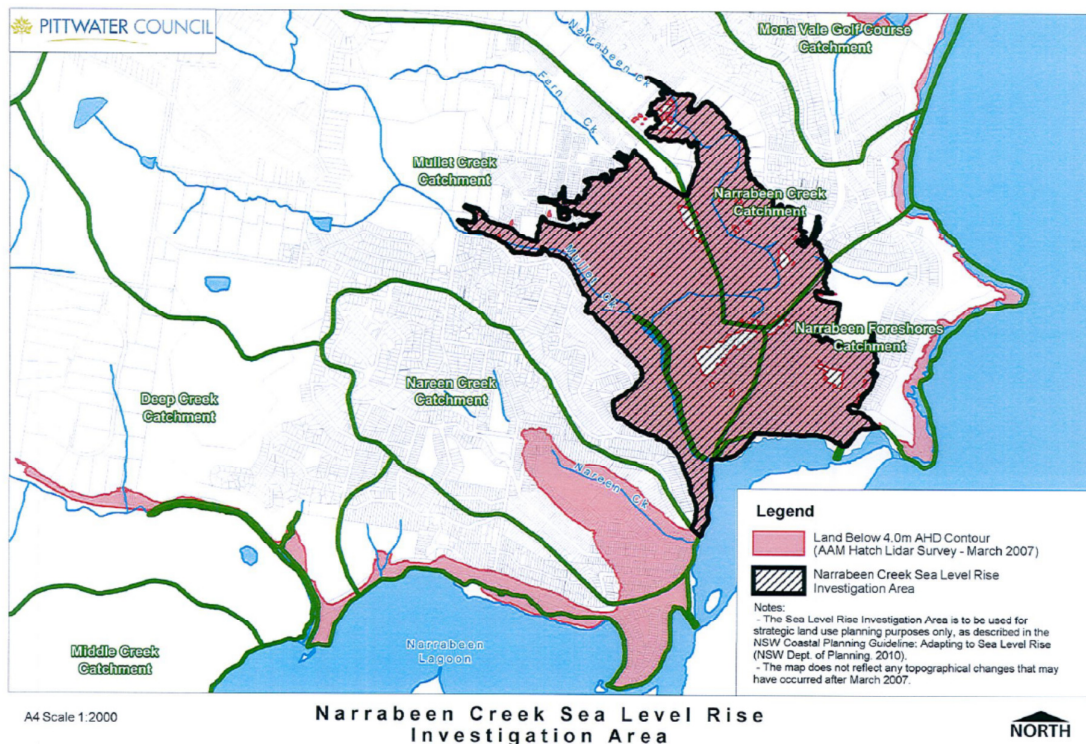 PITTWATER COUNCIL
Mona Vale Golf Course
Catchment
Narrabeen Ck
Fern Ck
Mullet Creek
Catchment
Narrabeen Creek
Catchment
Mullet Ck
Narrabeen Foreshores
Catchment
Nareen Creek
Catchment
Deep Creek
Catchment
Nareen Ck
Middle Creek
Catchment
Narrabeen
Lagoon
Legend
Land Below 4.0m AHD Contour
(AAM Hatch Lidar Survey - March 2007)
Narrabeen Creek Sea Level Rise
Investigation Area
Notes:
- The Sea Level Rise Investigation Area is to be used for
strategic land use planning purposes only, as described in the
NSW Coastal Planning Guideline: Adapting to Sea Level Rise
(NSW Dept. of Planning, 2010).
- The map does not reflect any topographical changes that may
have occurred after March 2007.
A4 Scale 1:2000
Narrabeen Creek Sea Level Rise
Investigation Area
NORTH